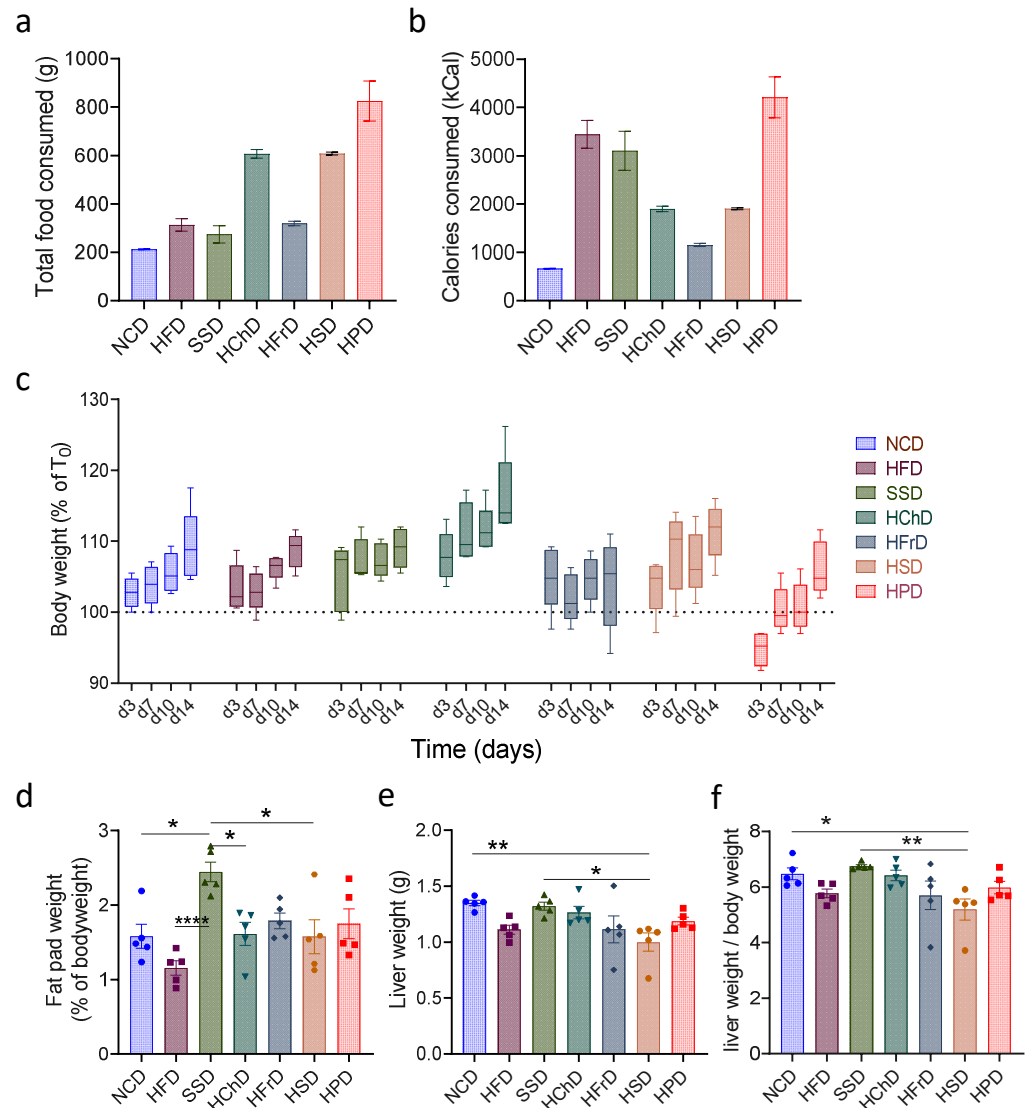 a
Total food consumed (g)
1000
800
600
400
200
0
NCD
HFD
SSD
HChD
HFrD
HSD
HPD
b
Calories consumed (kCal)
5000
4000
3000
2000
1000
0
NCD
HFD
SSD
HChD
HFrD
HSD
HPD
c
Body weight (% of T0)
130
120
110
100
90
d3 d7 d10 d14
d3 d7 d10 d14
d3 d7 d10 d14
d3 d7 d10 d14
d3 d7 d10 d14
d3 d7 d10 d14
d3 d7 d10 d14
Time (days)
NCD
HFD
SSD
HChD
HFrD
HSD
HPD
d
Fat pad weight
(% of bodyweight)
3
2
1
0
*
*
*
****
NCD
HFD
SSD
HChD
HFrD
HSD
HPD
e
Liver weight (g)
2.0
1.5
1.0
0.5
0.0
**
*
NCD
HFD
SSD
HChD
HFrD
HSD
HPD
f
liver weight / body weight
8
6
4
2
0
*
**
NCD
HFD
SSD
HChD
HFrD
HSD
HPD